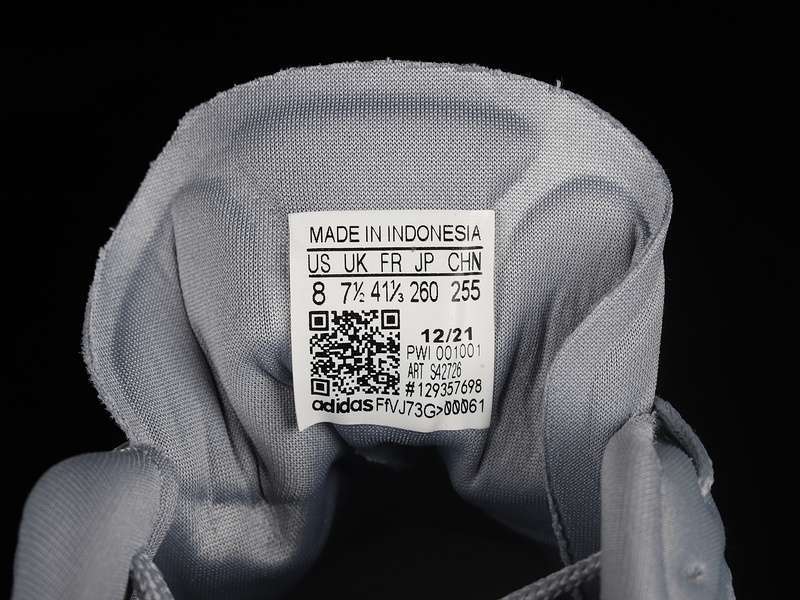 MADE IN INDONESIA
US UK FR JP CHN
8 7½ 41⅓ 260 255
12/21
PWI 001001
ART S42726
#129357698
adidas FfVJ73G>00061